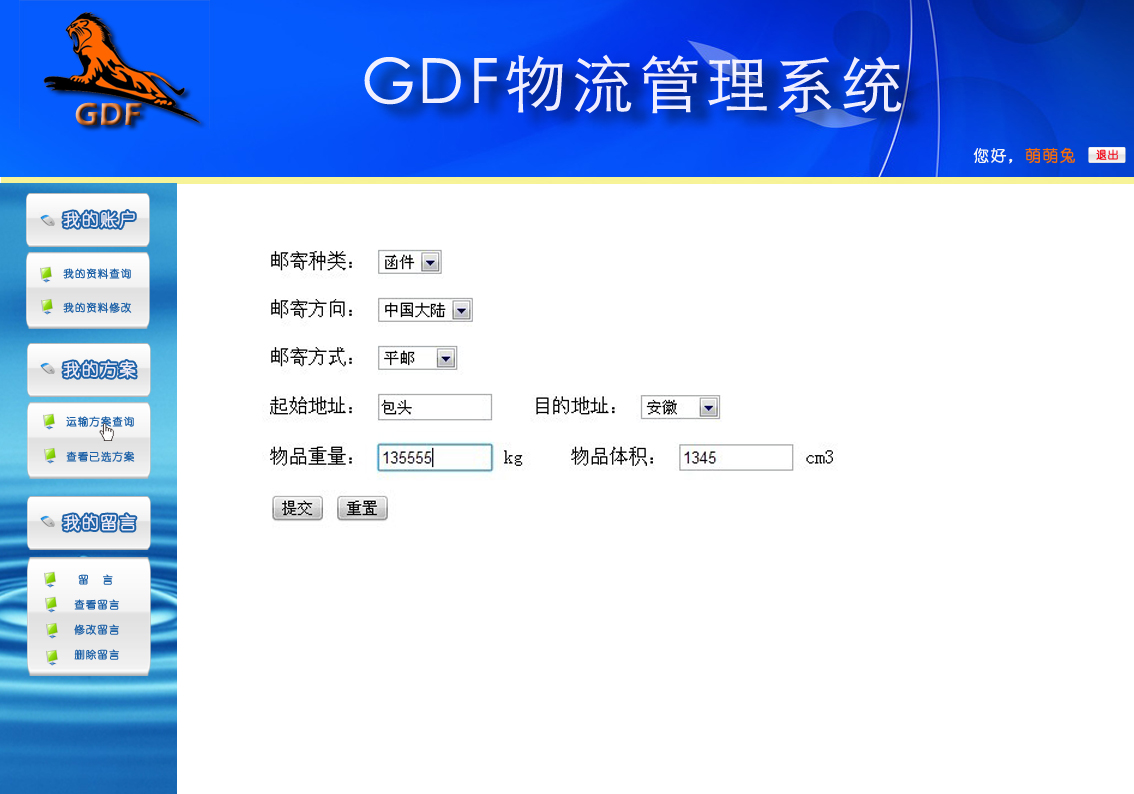 GDF
GDF物流管理系统
您好，萌萌兔 退出
我的账户
我的资料查询
我的资料修改
我的方案
运输方案查询
查看已选方案
我的留言
留 言
查看留言
修改留言
删除留言
邮寄种类： 函件
邮寄方向： 中国大陆
邮寄方式： 平邮
起始地址： 包头 目的地址： 安徽
物品重量： 135555 kg 物品体积： 1345 cm3
提交 重置